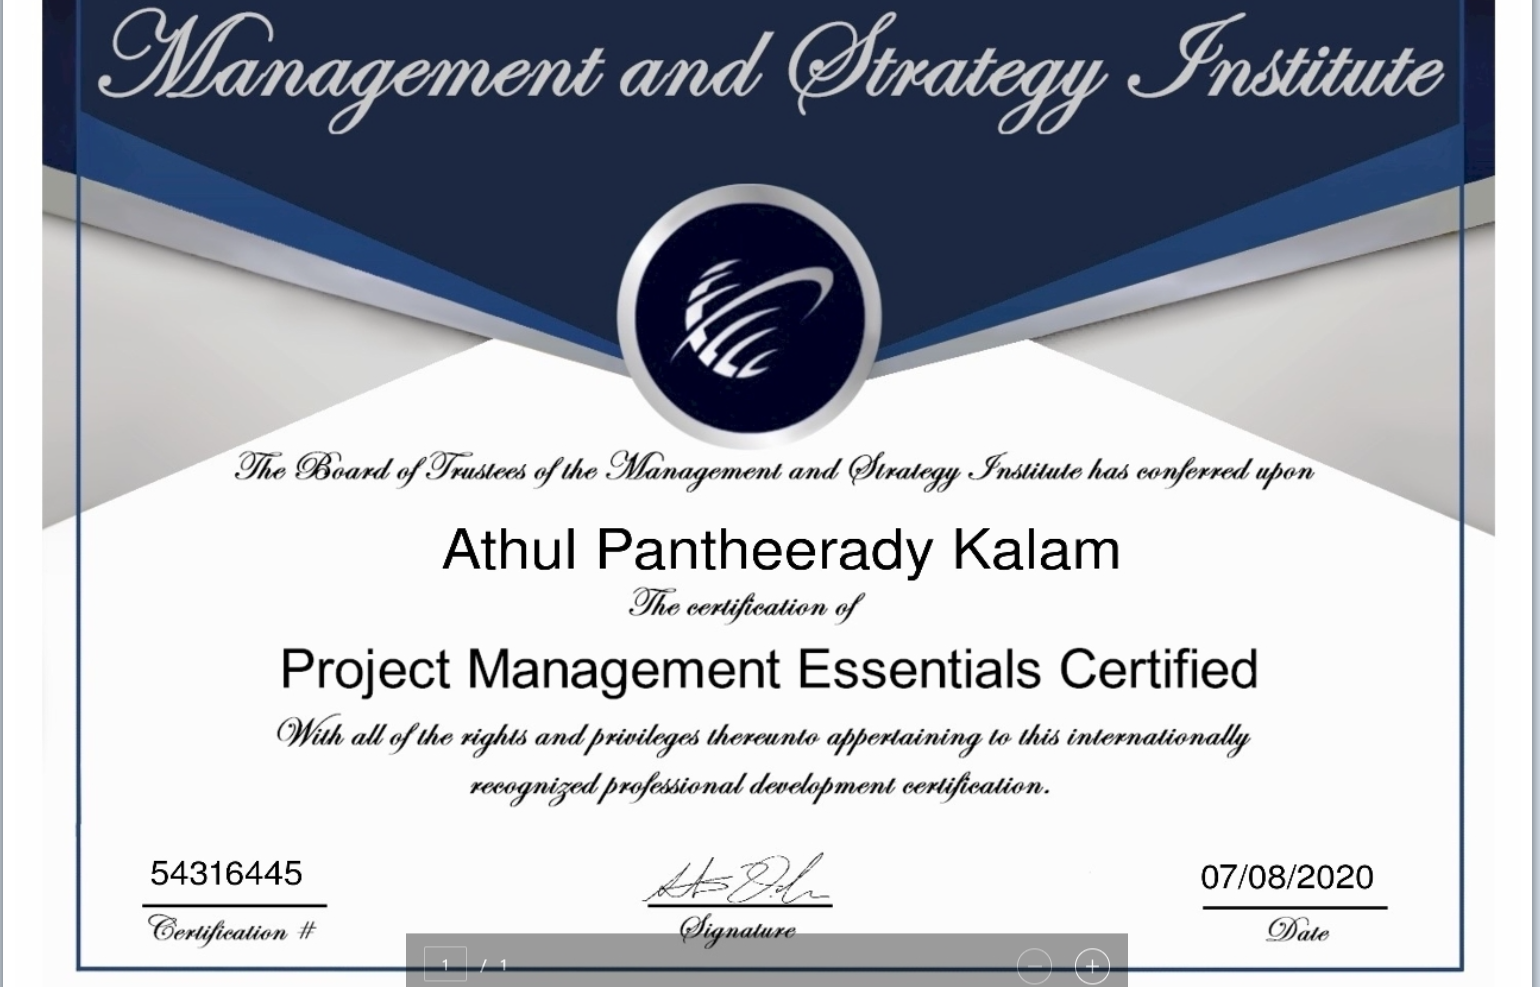 Management and Strategy Institute
The Board of Trustees of the Management and Strategy Institute has conferred upon
Athul Pantheerady Kalam
The certification of
Project Management Essentials Certified
With all of the rights and privileges thereunto appertaining to this internationally
recognized professional development certification.
54316445
Certification #
Signature
07/08/2020
Date
1 / 1